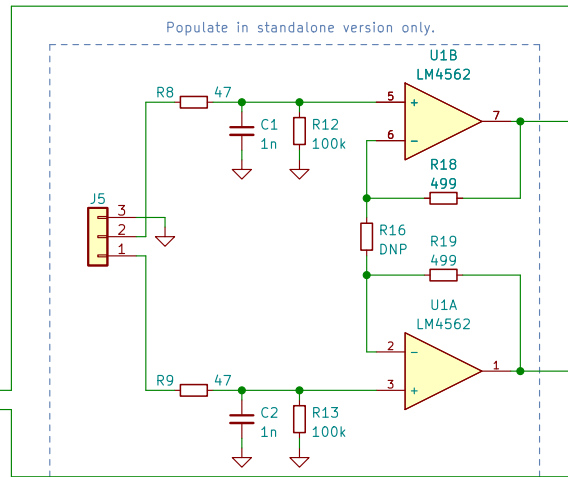 Populate in standalone version only.
U1B
LM4562
R8 47
5
+
7
C1
1n
R12
100k
6
−
R18
499
J5
3
2
1
R16
DNP
R19
499
U1A
LM4562
2
−
1
R9 47
3
+
C2
1n
R13
100k